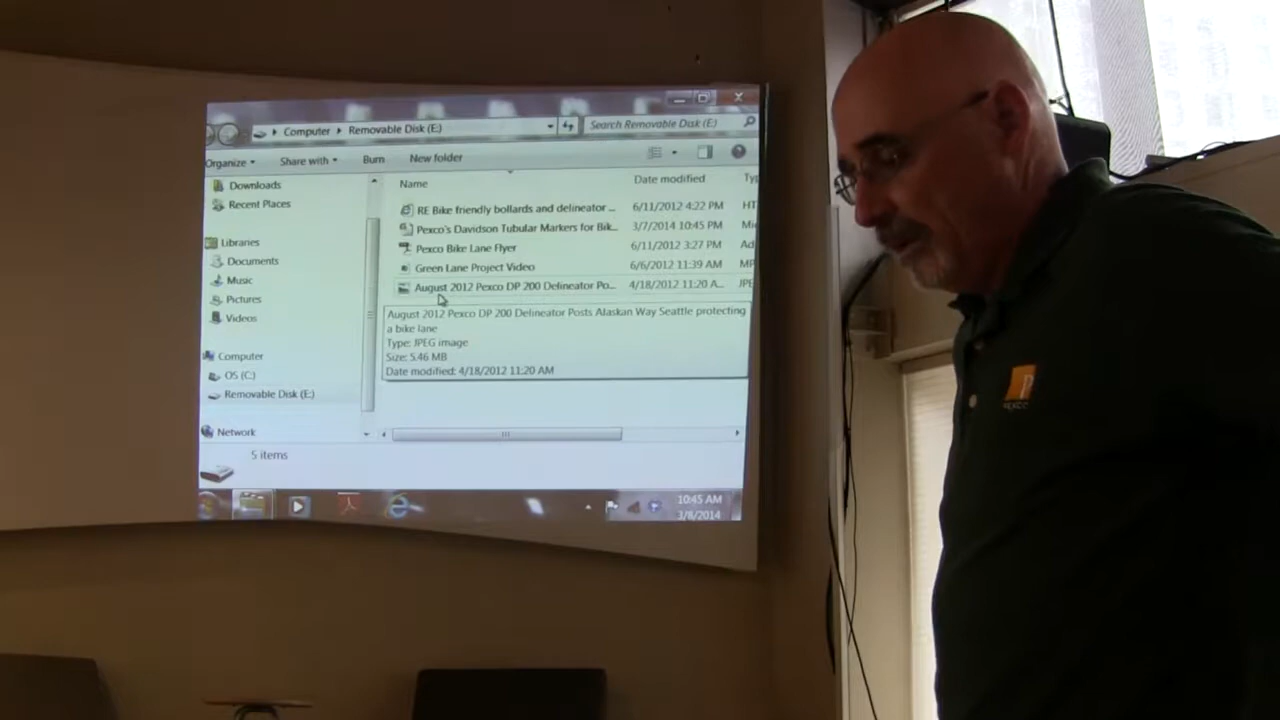 Computer ▸ Removable Disk (E:)
Search Removable Disk (E:)
Organize
Share with
Burn
New folder
Name
Date modified
Downloads
Recent Places
Libraries
Documents
Music
Pictures
Videos
Computer
OS (C:)
Removable Disk (E:)
Network
RE Bike friendly bollards and delineator ... 6/11/2012 4:22 PM HT
Pexco's Davidson Tubular Markers for Bik... 3/7/2014 10:45 PM Mi
Pexco Bike Lane Flyer 6/11/2012 3:27 PM Ad
Green Lane Project Video 6/6/2012 11:39 AM MP
August 2012 Pexco DP 200 Delineator Po... 4/18/2012 11:20 A... JPE
August 2012 Pexco DP 200 Delineator Posts Alaskan Way Seattle protecting
a bike lane
Type: JPEG image
Size: 5.46 MB
Date modified: 4/18/2012 11:20 AM
5 items
10:45 AM
3/8/2014
PEXCO